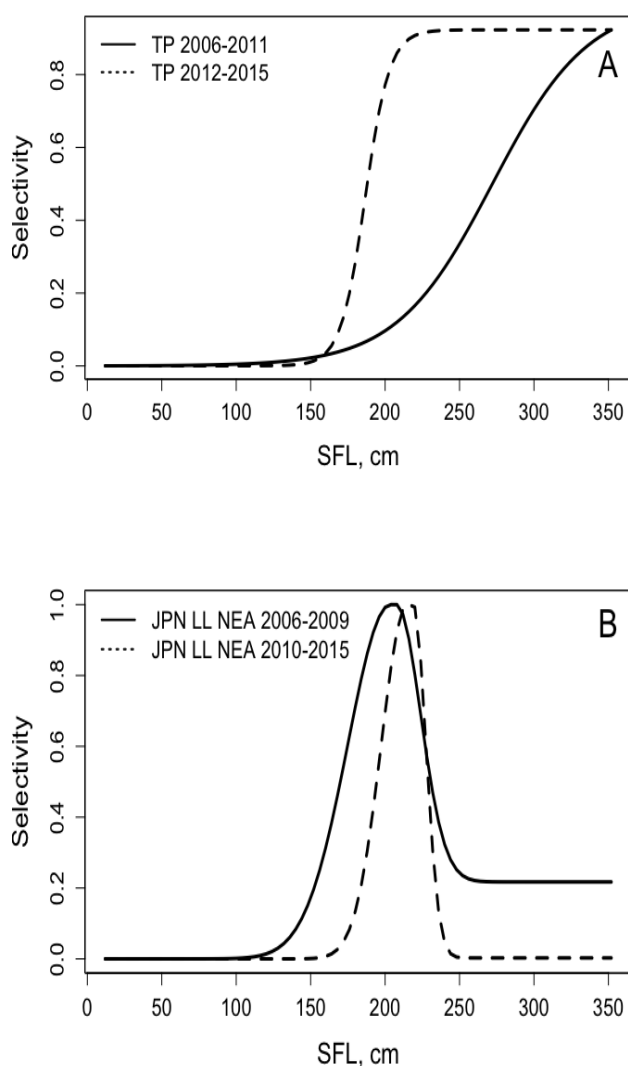 TP 2006-2011
TP 2012-2015
A
Selectivity
0.0 0.2 0.4 0.6 0.8
0 50 100 150 200 250 300 350
SFL, cm
JPN LL NEA 2006-2009
JPN LL NEA 2010-2015
B
Selectivity
0.0 0.2 0.4 0.6 0.8 1.0
0 50 100 150 200 250 300 350
SFL, cm